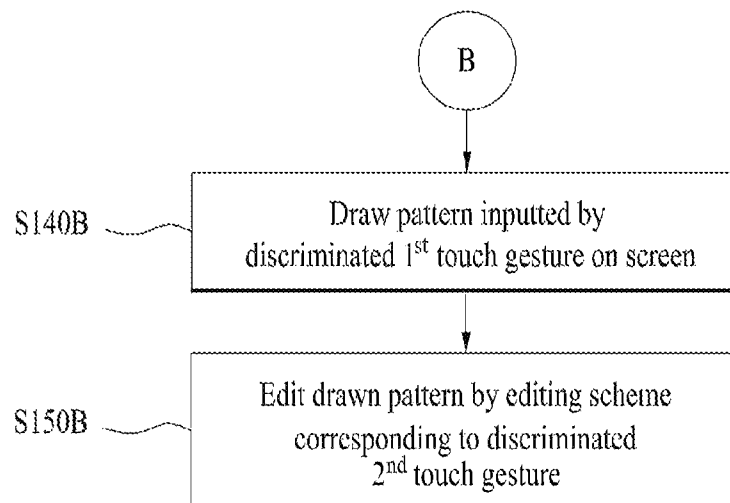 B
S140B
Draw pattern inputted by
discriminated 1st touch gesture on screen
S150B
Edit drawn pattern by editing scheme
corresponding to discriminated
2nd touch gesture